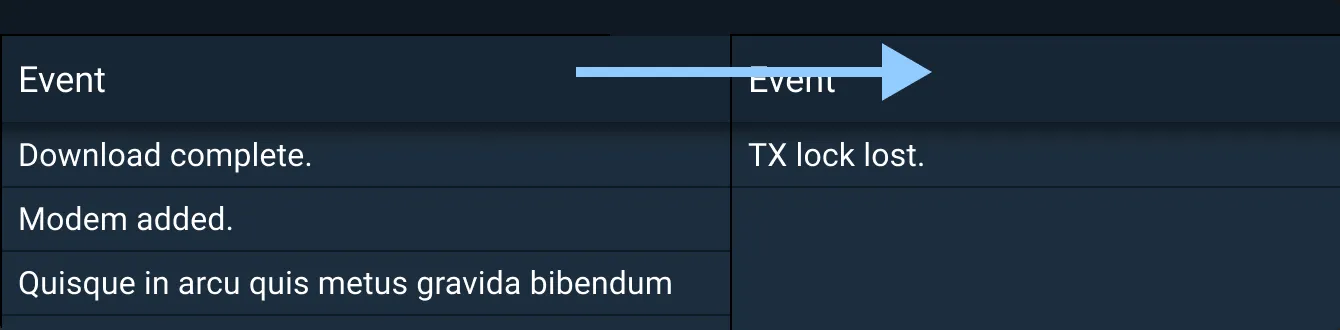 Event
Download complete.
Modem added.
Quisque in arcu quis metus gravida bibendum
Event
TX lock lost.